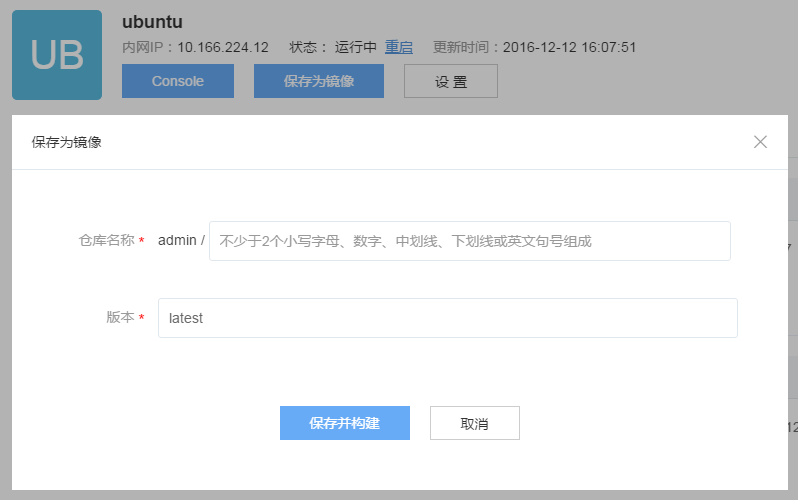 UB
ubuntu
内网IP：10.166.224.12 状态： 运行中 重启 更新时间：2016-12-12 16:07:51
Console 保存为镜像 设 置
保存为镜像
仓库名称 * admin / 不少于2个小写字母、数字、中划线、下划线或英文句号组成
版本 * latest
保存并构建 取消